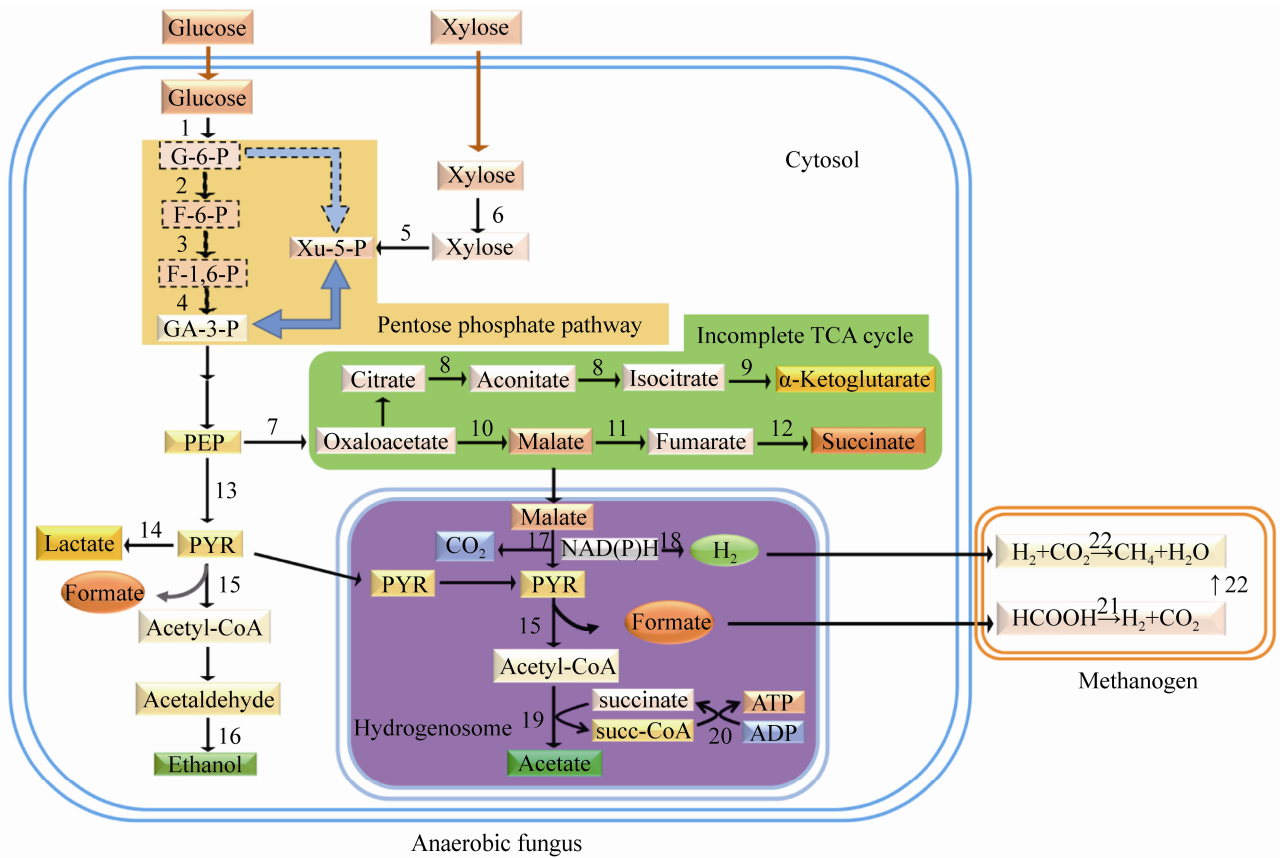 Glucose
Xylose
Glucose
1
Cytosol
G-6-P
Xylose
2
6
F-6-P
5
Xu-5-P
Xylose
3
F-1,6-P
4
GA-3-P
Pentose phosphate pathway
Incomplete TCA cycle
Citrate
8
Aconitate
8
Isocitrate
9
α-Ketoglutarate
PEP
7
Oxaloacetate
10
Malate
11
Fumarate
12
Succinate
13
Malate
Lactate
14
PYR
CO₂
17
NAD(P)H
18
H₂
H₂+CO₂ 22→ CH₄+H₂O
↑22
15
Formate
PYR
PYR
HCOOH 21→ H₂+CO₂
Acetyl-CoA
15
Formate
Methanogen
Acetyl-CoA
Acetaldehyde
succinate
ATP
Hydrogenosome
19
succ-CoA
20
ADP
16
Ethanol
Acetate
Anaerobic fungus